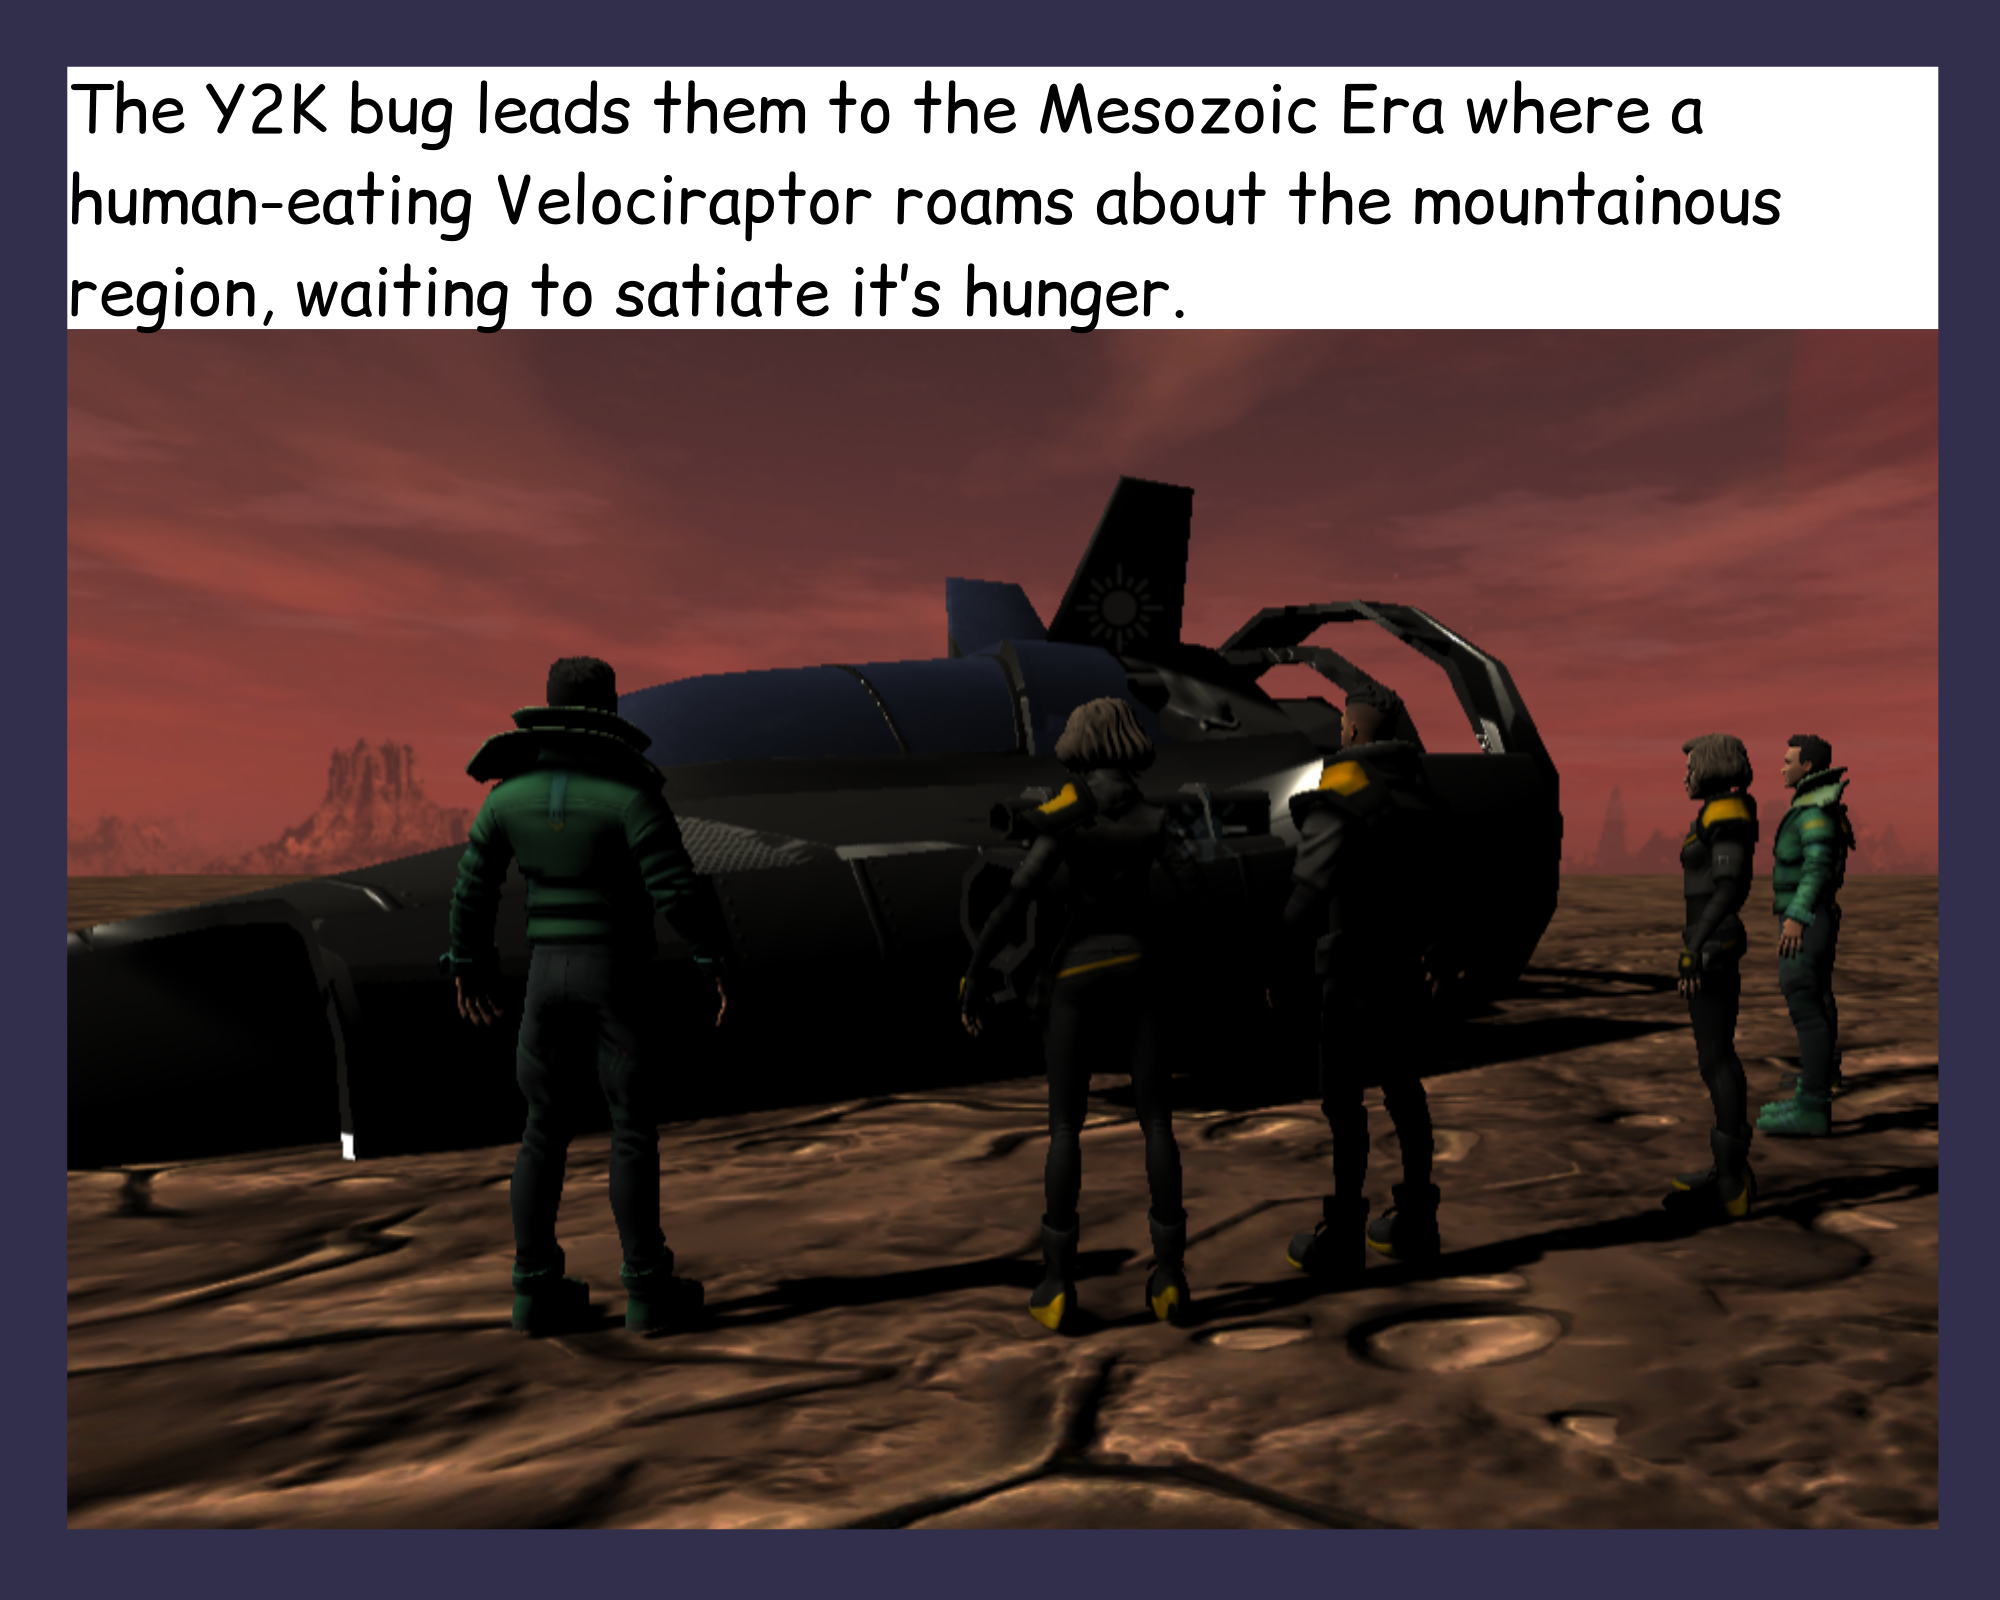 The Y2K bug leads them to the Mesozoic Era where a
human-eating Velociraptor roams about the mountainous
region, waiting to satiate it's hunger.